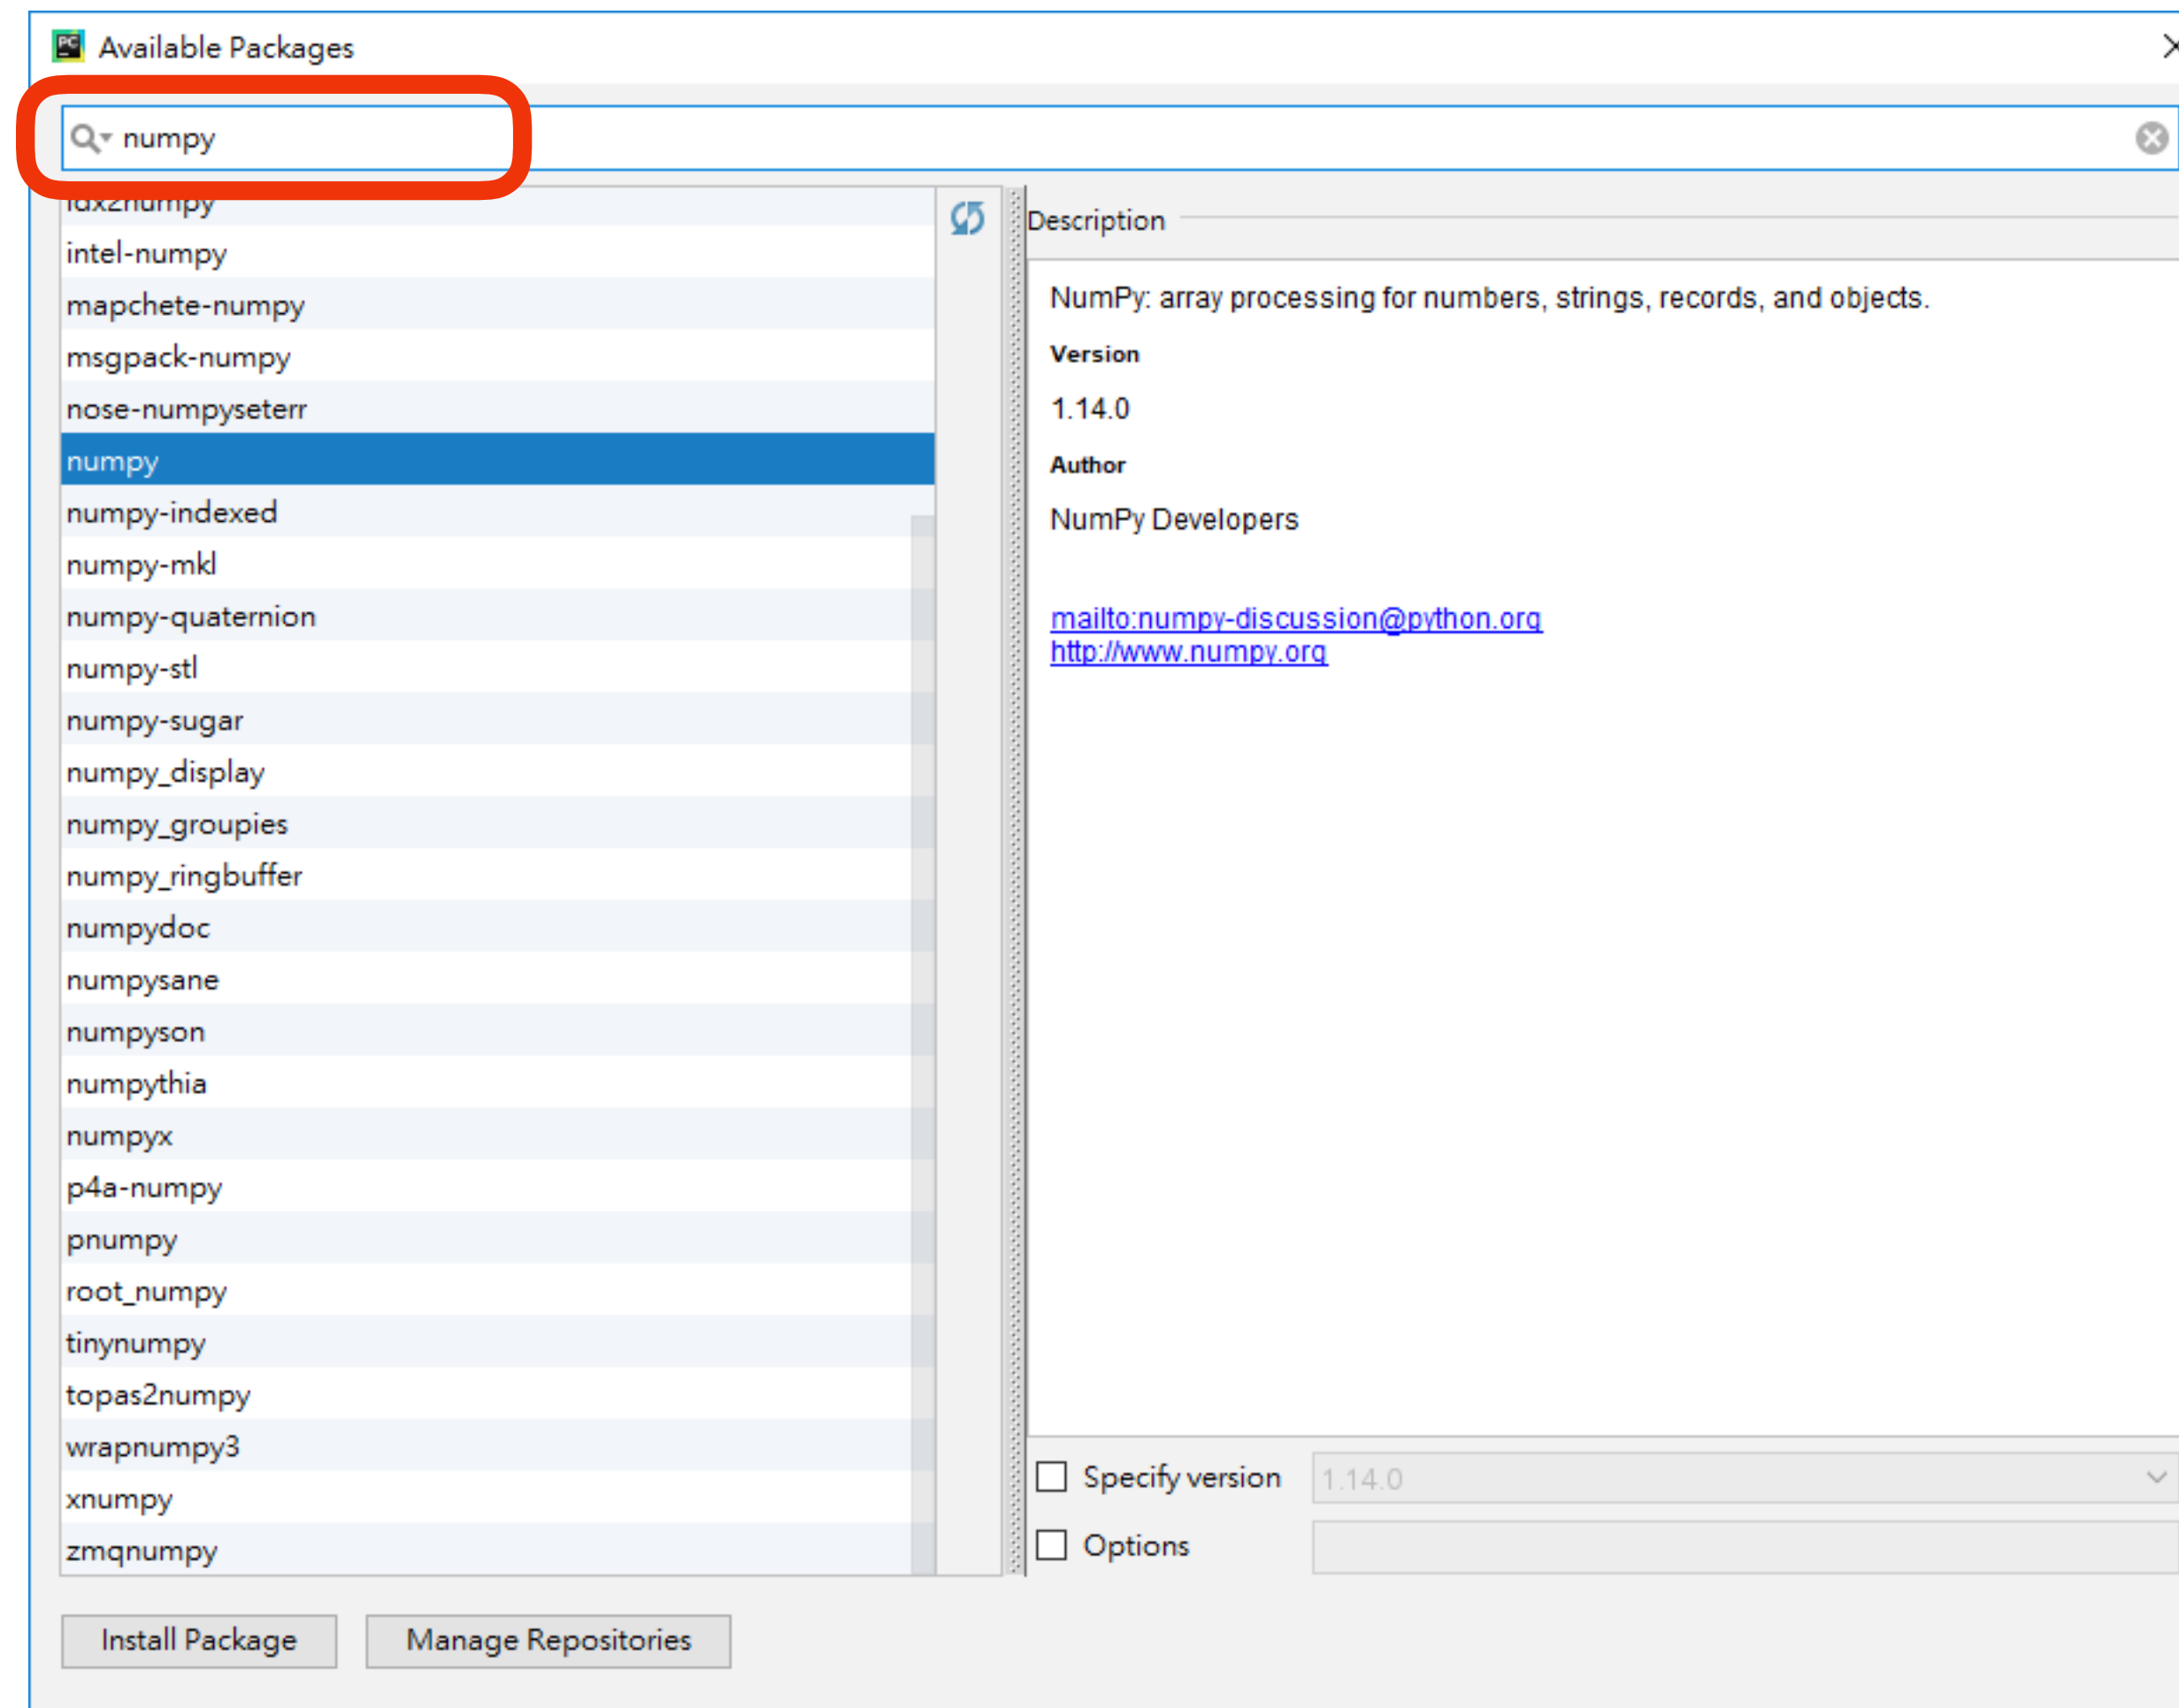 PC Available Packages
numpy
idx2numpy
intel-numpy
mapchete-numpy
msgpack-numpy
nose-numpyseterr
numpy
numpy-indexed
numpy-mkl
numpy-quaternion
numpy-stl
numpy-sugar
numpy_display
numpy_groupies
numpy_ringbuffer
numpydoc
numpysane
numpyson
numpythia
numpyx
p4a-numpy
pnumpy
root_numpy
tinynumpy
topas2numpy
wrapnumpy3
xnumpy
zmqnumpy
Description
NumPy: array processing for numbers, strings, records, and objects.
Version
1.14.0
Author
NumPy Developers
mailto:numpy-discussion@python.org
http://www.numpy.org
Specify version 1.14.0
Options
Install Package Manage Repositories